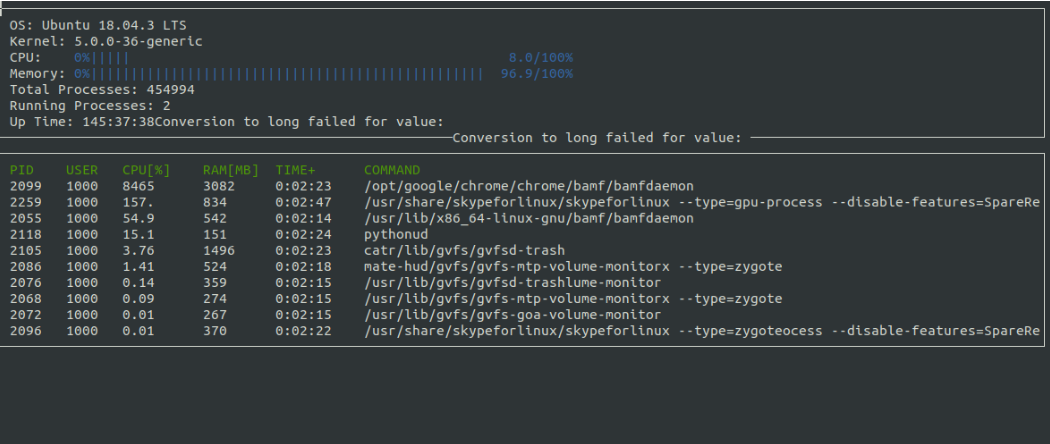 OS: Ubuntu 18.04.3 LTS
Kernel: 5.0.0-36-generic
CPU: 0%||||| 8.0/100%
Memory: 0%|||||||||||||||||||||||||||||||||||||||||||||||||| 96.9/100%
Total Processes: 454994
Running Processes: 2
Up Time: 145:37:38Conversion to long failed for value:
Conversion to long failed for value:
PID USER CPU[%] RAM[MB] TIME+ COMMAND
2099 1000 8465 3082 0:02:23 /opt/google/chrome/chrome/bamf/bamfdaemon
2259 1000 157. 834 0:02:47 /usr/share/skypeforlinux/skypeforlinux --type=gpu-process --disable-features=SpareRe
2055 1000 54.9 542 0:02:14 /usr/lib/x86_64-linux-gnu/bamf/bamfdaemon
2118 1000 15.1 151 0:02:24 pythonud
2105 1000 3.76 1496 0:02:23 catr/lib/gvfs/gvfsd-trash
2086 1000 1.41 524 0:02:18 mate-hud/gvfs/gvfs-mtp-volume-monitorx --type=zygote
2076 1000 0.14 359 0:02:15 /usr/lib/gvfs/gvfsd-trashlume-monitor
2068 1000 0.09 274 0:02:15 /usr/lib/gvfs/gvfs-mtp-volume-monitorx --type=zygote
2072 1000 0.01 267 0:02:15 /usr/lib/gvfs/gvfs-goa-volume-monitor
2096 1000 0.01 370 0:02:22 /usr/share/skypeforlinux/skypeforlinux --type=zygoteocess --disable-features=SpareRe